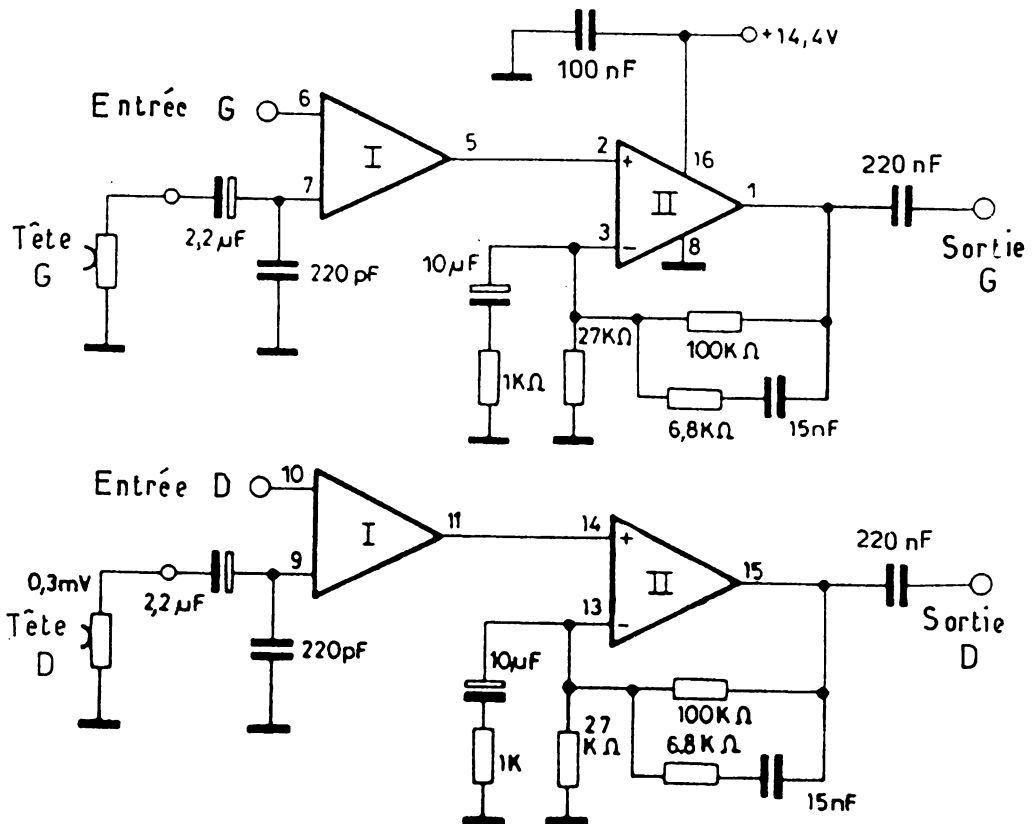 +14,4V
100 nF
Entrée G
6
I
5
2
+
16
II
1
220 nF
7
3
−
8
Sortie
G
Tête
G
2,2µF
220 pF
10µF
27KΩ
100KΩ
1KΩ
6,8KΩ
15nF
Entrée D
10
I
11
14
+
II
15
220 nF
9
13
−
Sortie
D
0,3mV
Tête
D
2,2µF
220pF
10µF
27
KΩ
100KΩ
6.8KΩ
1K
15nF